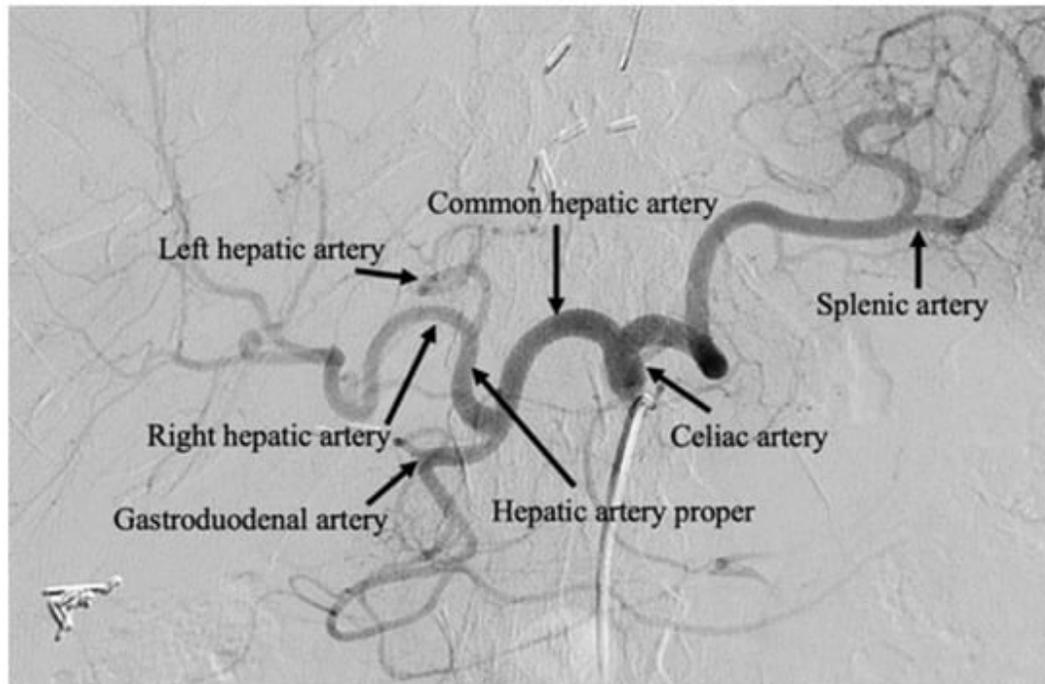 Common hepatic artery
Left hepatic artery
Splenic artery
Right hepatic artery
Celiac artery
Gastroduodenal artery
Hepatic artery proper